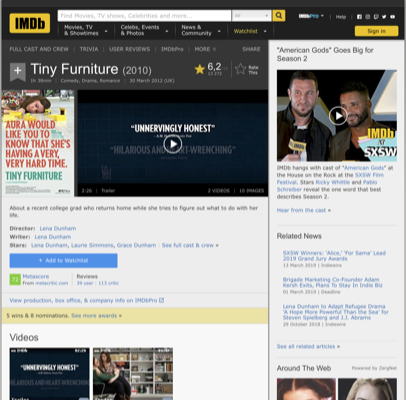 IMDb
Find Movies, TV shows, Celebrities and more...
All
IMDbPro
Help
Movies, TV & Showtimes
Celebs, Events & Photos
News & Community
Watchlist
Sign in
FULL CAST AND CREW | TRIVIA | USER REVIEWS | IMDbPro | MORE
SHARE
Tiny Furniture (2010)
6,2
Rate This
1h 38min | Comedy, Drama, Romance | 30 March 2012 (UK)
AURA WOULD
LIKE YOU TO
KNOW THAT
SHE'S HAVING
A VERY,
VERY HARD TIME.
TINY FURNITURE
"UNNERVINGLY HONEST"
"HILARIOUS AND HEART-WRENCHING"
2:26 | Trailer
2 VIDEOS | 10 IMAGES
About a recent college grad who returns home while she tries to figure out what to do with her
life.
Director: Lena Dunham
Writer: Lena Dunham
Stars: Lena Dunham, Laurie Simmons, Grace Dunham | See full cast & crew »
+ Add to Watchlist
72
Metascore
From metacritic.com
Reviews
39 user | 113 critic
View production, box office, & company info on IMDbPro
5 wins & 8 nominations. See more awards »
Videos
"UNNERVINGLY HONEST"
"HILARIOUS AND HEART-WRENCHING"
"American Gods" Goes Big for
Season 2
IMDb
at
SXSW
IMDb hangs with cast of "American Gods" at
the House on the Rock at the SXSW Film
Festival. Stars Ricky Whittle and Pablo
Schreiber reveal the one word that best
describes Season 2.
Hear from the cast »
Related News
SXSW Winners: 'Alice,' 'For Sama' Lead
2019 Grand Jury Awards
13 March 2019 | Indiewire
Brigade Marketing Co-Founder Adam
Kersh Exits, Plans To Stay In Indie Biz
01 March 2019 | Deadline
Lena Dunham to Adapt Refugee Drama
'A Hope More Powerful Than the Sea' for
Steven Spielberg and J.J. Abrams
29 October 2018 | Indiewire
See all related articles »
Around The Web
Powered by ZergNet